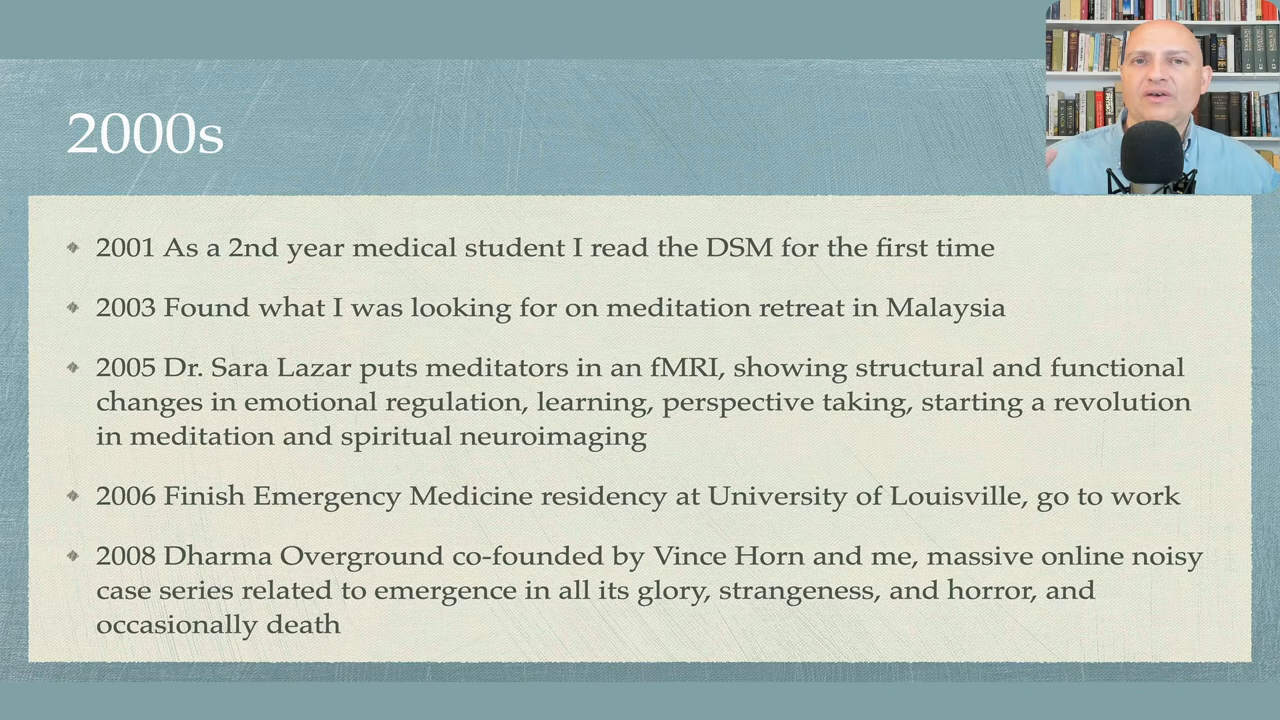 2000s
2001 As a 2nd year medical student I read the DSM for the first time
2003 Found what I was looking for on meditation retreat in Malaysia
2005 Dr. Sara Lazar puts meditators in an fMRI, showing structural and functional
changes in emotional regulation, learning, perspective taking, starting a revolution
in meditation and spiritual neuroimaging
2006 Finish Emergency Medicine residency at University of Louisville, go to work
2008 Dharma Overground co-founded by Vince Horn and me, massive online noisy
case series related to emergence in all its glory, strangeness, and horror, and
occasionally death